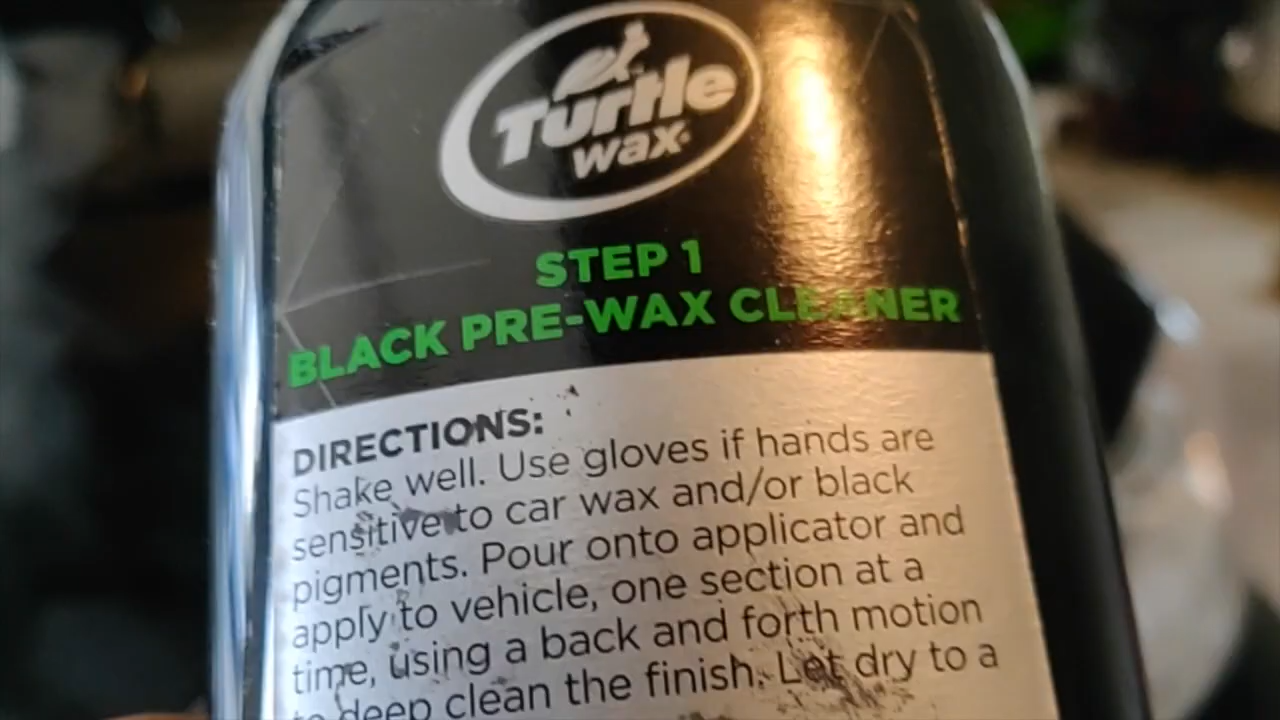 Turtle
wax
STEP 1
BLACK PRE-WAX CLEANER
DIRECTIONS:
Shake well. Use gloves if hands are
sensitive to car wax and/or black
pigments. Pour onto applicator and
apply to vehicle, one section at a
time, using a back and forth motion
to deep clean the finish. Let dry to a